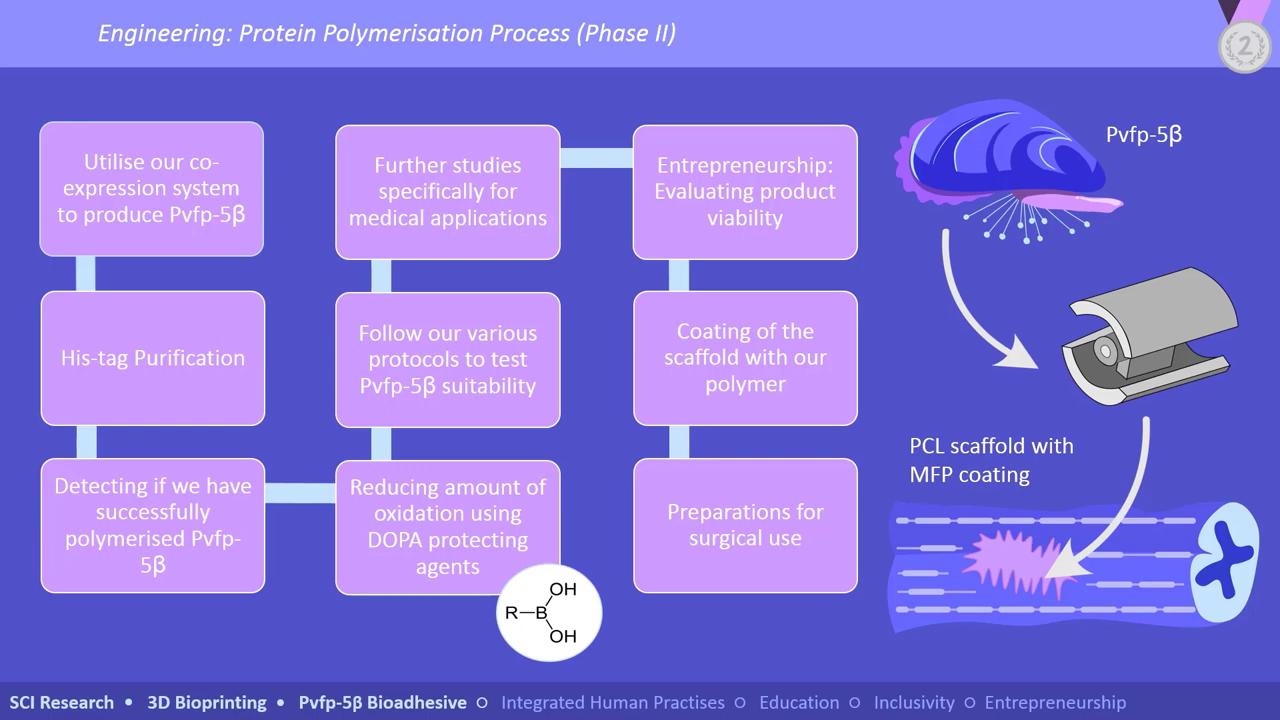 Engineering: Protein Polymerisation Process (Phase II)
2
Utilise our co-
expression system
to produce Pvfp-5β
His-tag Purification
Detecting if we have
successfully
polymerised Pvfp-
5β
Reducing amount of
oxidation using
DOPA protecting
agents
R–B
OH
OH
Follow our various
protocols to test
Pvfp-5β suitability
Further studies
specifically for
medical applications
Entrepreneurship:
Evaluating product
viability
Coating of the
scaffold with our
polymer
Preparations for
surgical use
Pvfp-5β
PCL scaffold with
MFP coating
SCI Research • 3D Bioprinting • Pvfp-5β Bioadhesive ○ Integrated Human Practises ○ Education ○ Inclusivity ○ Entrepreneurship